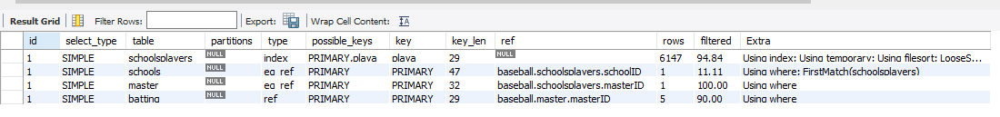 Result Grid Filter Rows: Export: Wrap Cell Content:
id select_type table partitions type possible_keys key key_len ref rows filtered Extra
1 SIMPLE schoolsplayers NULL index PRIMARY,playa playa 29 NULL 6147 94.84 Using index; Using temporary; Using filesort; LooseS...
1 SIMPLE schools NULL eq_ref PRIMARY PRIMARY 47 baseball.schoolsplayers.schoolID 1 11.11 Using where; FirstMatch(schoolsplayers)
1 SIMPLE master NULL eq_ref PRIMARY PRIMARY 32 baseball.schoolsplayers.masterID 1 100.00 Using where
1 SIMPLE batting NULL ref PRIMARY PRIMARY 29 baseball.master.masterID 5 90.00 Using where